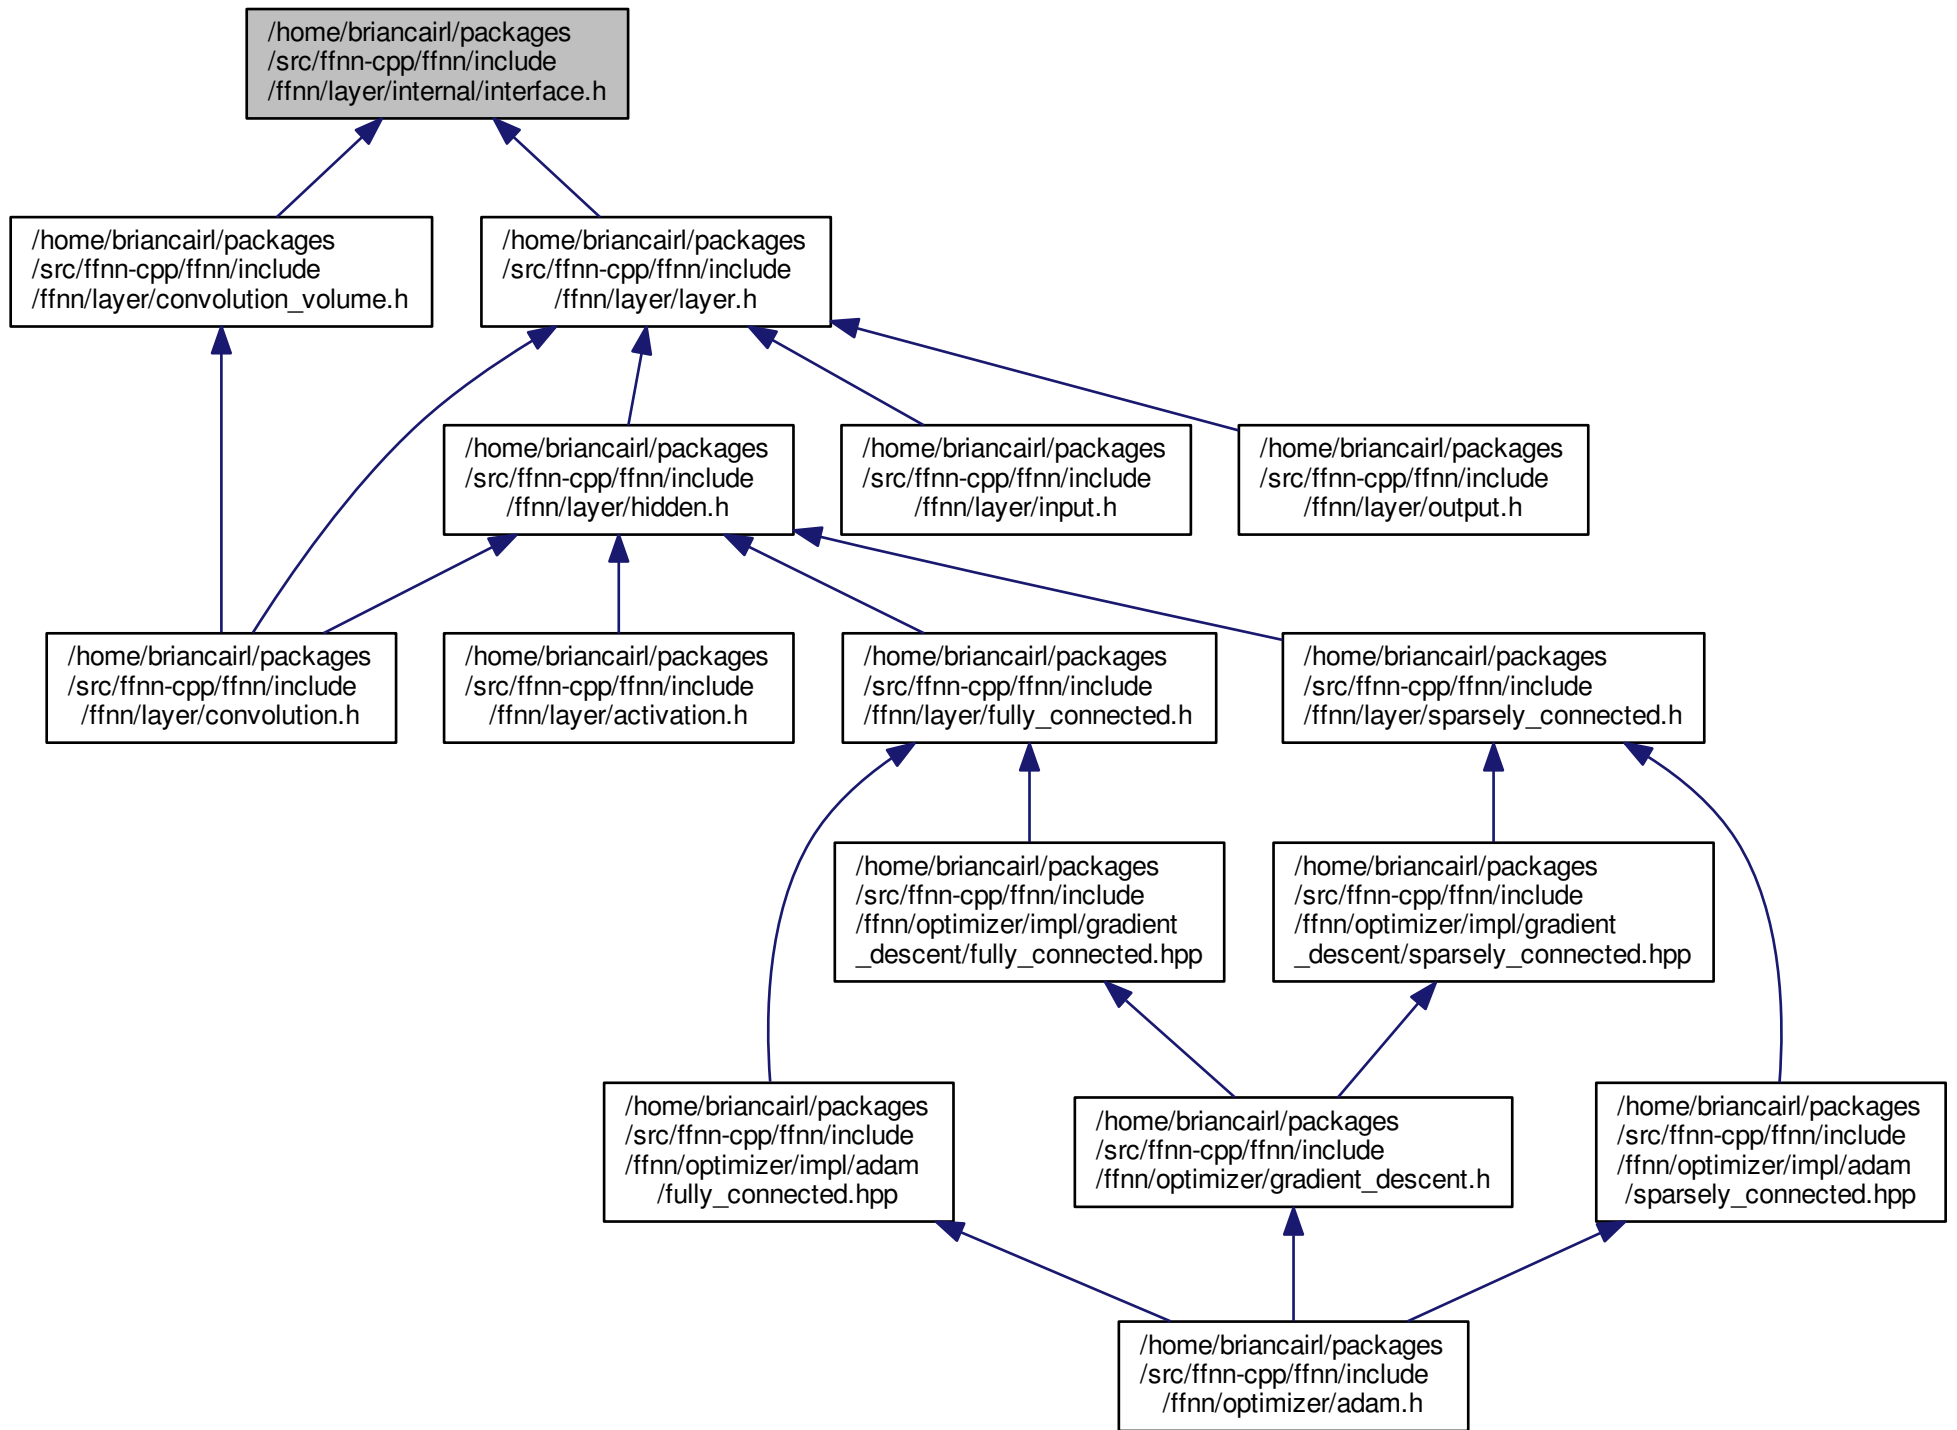 /home/briancairl/packages
/src/ffnn-cpp/ffnn/include
/ffnn/layer/internal/interface.h
/home/briancairl/packages
/src/ffnn-cpp/ffnn/include
/ffnn/layer/convolution_volume.h
/home/briancairl/packages
/src/ffnn-cpp/ffnn/include
/ffnn/layer/layer.h
/home/briancairl/packages
/src/ffnn-cpp/ffnn/include
/ffnn/layer/hidden.h
/home/briancairl/packages
/src/ffnn-cpp/ffnn/include
/ffnn/layer/input.h
/home/briancairl/packages
/src/ffnn-cpp/ffnn/include
/ffnn/layer/output.h
/home/briancairl/packages
/src/ffnn-cpp/ffnn/include
/ffnn/layer/convolution.h
/home/briancairl/packages
/src/ffnn-cpp/ffnn/include
/ffnn/layer/activation.h
/home/briancairl/packages
/src/ffnn-cpp/ffnn/include
/ffnn/layer/fully_connected.h
/home/briancairl/packages
/src/ffnn-cpp/ffnn/include
/ffnn/layer/sparsely_connected.h
/home/briancairl/packages
/src/ffnn-cpp/ffnn/include
/ffnn/optimizer/impl/gradient
_descent/fully_connected.hpp
/home/briancairl/packages
/src/ffnn-cpp/ffnn/include
/ffnn/optimizer/impl/gradient
_descent/sparsely_connected.hpp
/home/briancairl/packages
/src/ffnn-cpp/ffnn/include
/ffnn/optimizer/impl/adam
/fully_connected.hpp
/home/briancairl/packages
/src/ffnn-cpp/ffnn/include
/ffnn/optimizer/gradient_descent.h
/home/briancairl/packages
/src/ffnn-cpp/ffnn/include
/ffnn/optimizer/impl/adam
/sparsely_connected.hpp
/home/briancairl/packages
/src/ffnn-cpp/ffnn/include
/ffnn/optimizer/adam.h